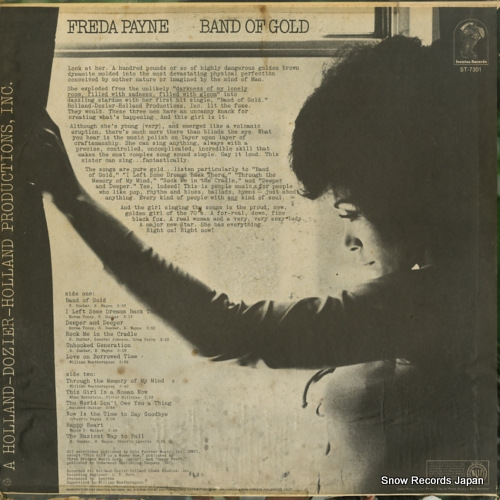 FREDA PAYNE BAND OF GOLD
Invictus Records
ST-7301
Look at her. A hundred pounds or so of highly dangerous golden brown
dynamite molded into the most devastating physical perfection
conceived by mother nature or imagined by the mind of Man.
She exploded from the unlikely "darkness of my lonely
room, filled with sadness, filled with gloom" into
dazzling stardom with her first hit single, "Band of Gold."
Holland-Dozier-Holland Productions, Inc. lit the fuse.
They would. These three men have an uncanny knack for
creating what's happening. And this girl is it.
Although she's young (very), and emerged like a volcanic
eruption, there's much more there than blinds the eye. What
you hear is the music polish on layer upon layer of
craftsmanship. She can sing anything, always with a
precise, controlled, uncomplicated, incredible skill that
makes the most complex song sound simple. Say it loud. This
sister can sing...fantastically.
The songs are pure gold...listen particularly to "Band
of Gold," "I Left Some Dreams Back There," "Through the
Memory of My Mind," "Rock Me in the Cradle," and "Deeper
and Deeper." Yes, indeed! This is people music, for people
who like pop, rhythm and blues, ballads, hymns - just about
anything. Every kind of people with any kind of soul.
And the girl singing the songs is the proud, new,
golden girl of the 70's. A for-real, down, fine
black fox. A real woman and a very, very sexy lady.
A major new star. She has everything.
Right on! Right now!
side one:
Band of Gold
I Left Some Dreams Back T
Deeper and Deeper
Rock Me in the Cradle
Unhooked Generation
Love on Borrowed Time
side two:
Through the Memory of My Mind
This Girl Is a Woman Now
The World Don't Owe You a Thing
Now Is the Time to Say Goodbye
Happy Heart
The Easiest Way to Fall
A HOLLAND-DOZIER-HOLLAND PRODUCTIONS, INC.
Snow Records Japan